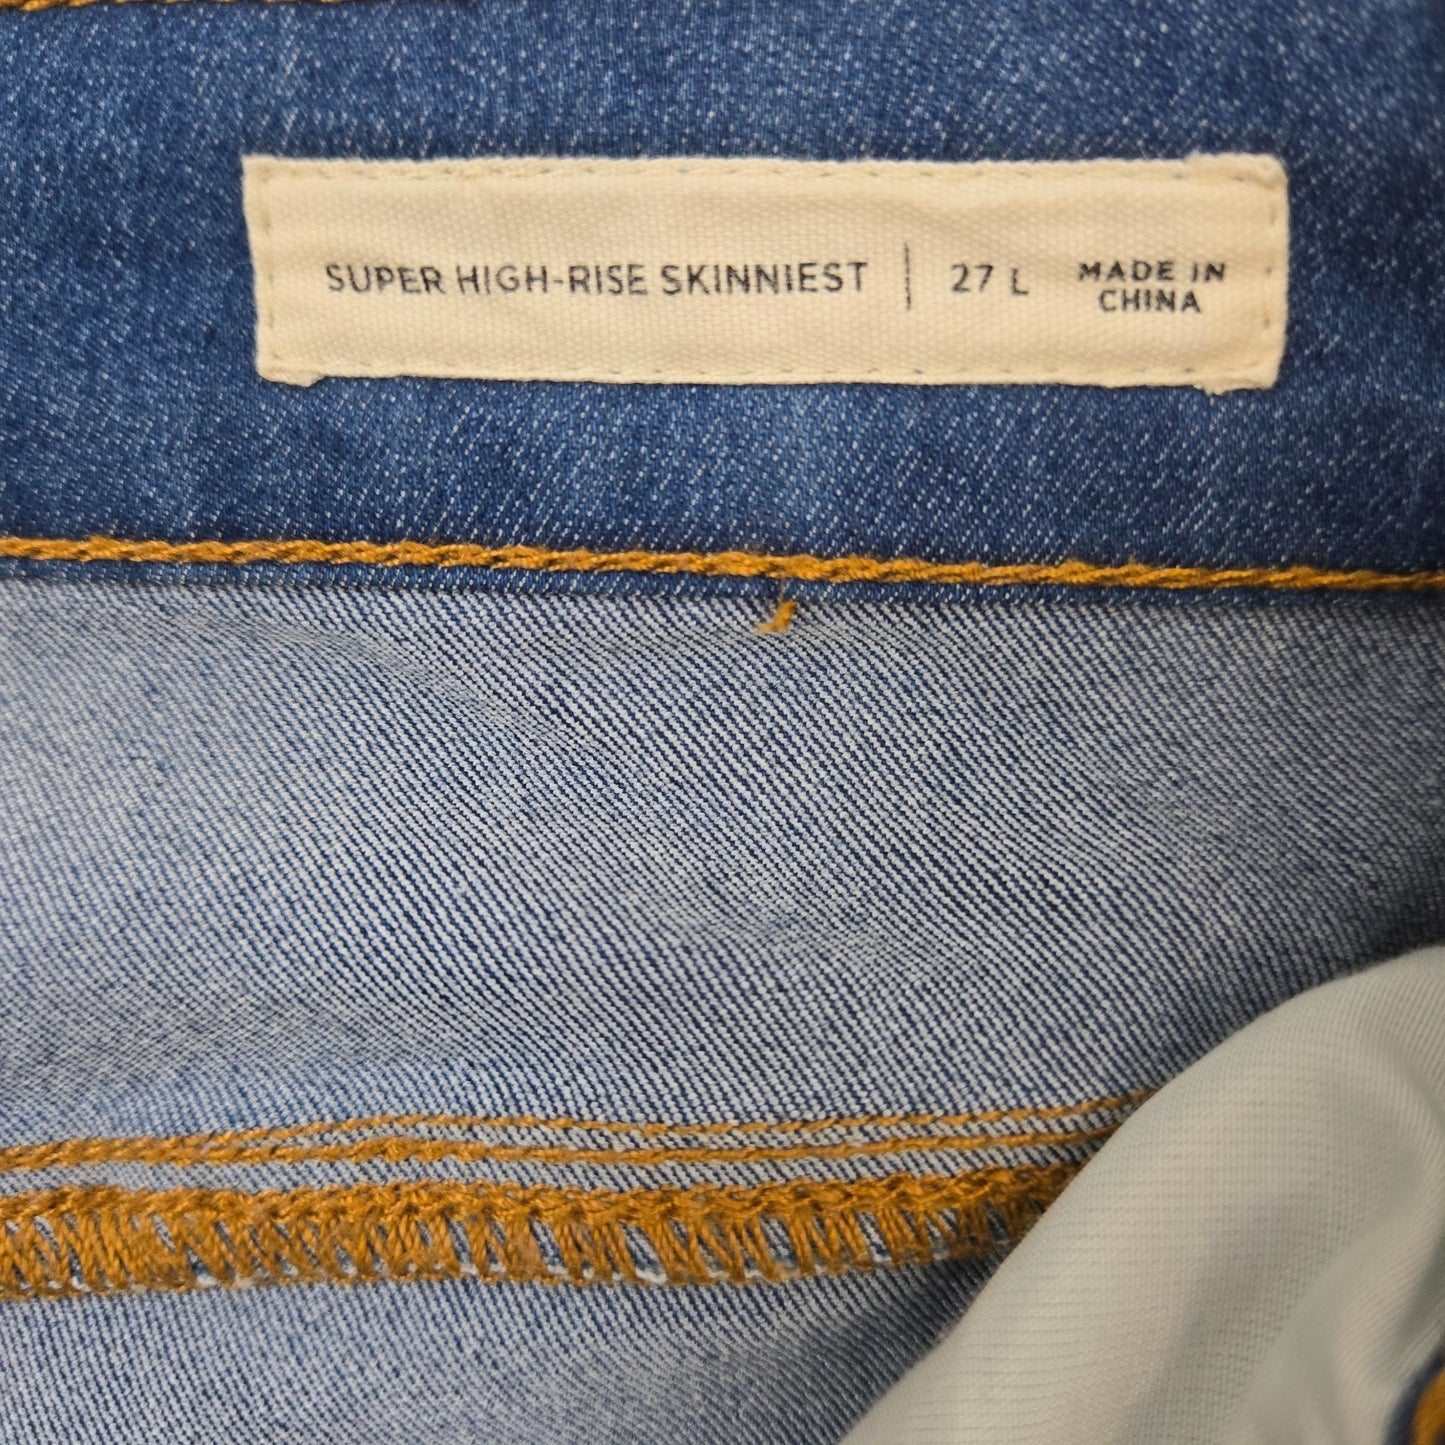 SUPER HIGH-RISE SKINNIEST | 27 L MADE IN
CHINA